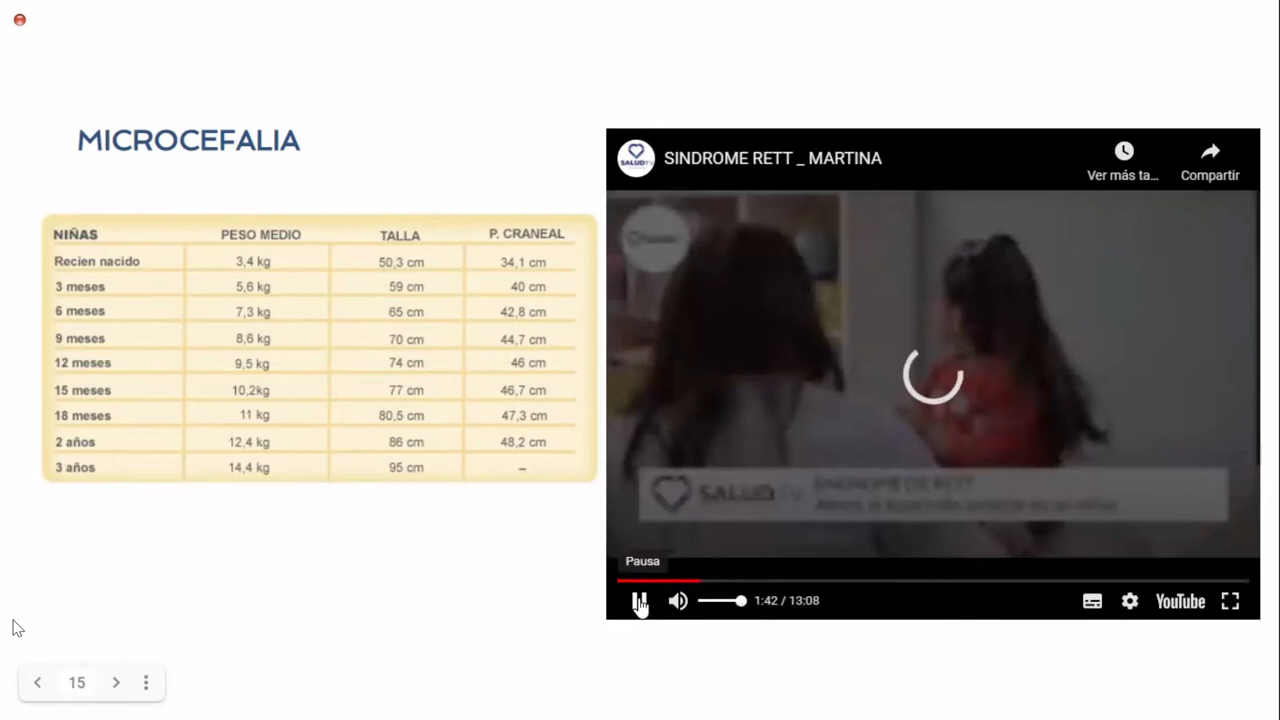 MICROCEFALIA
NIÑAS PESO MEDIO TALLA P. CRANEAL
Recien nacido 3,4 kg 50,3 cm 34,1 cm
3 meses 5,6 kg 59 cm 40 cm
6 meses 7,3 kg 65 cm 42,8 cm
9 meses 8,6 kg 70 cm 44,7 cm
12 meses 9,5 kg 74 cm 46 cm
15 meses 10,2kg 77 cm 46,7 cm
18 meses 11 kg 80,5 cm 47,3 cm
2 años 12,4 kg 86 cm 48,2 cm
3 años 14,4 kg 95 cm –
SALUDTV
SINDROME RETT _ MARTINA
Ver más ta...
Compartir
SALUDTV
SINDROME DE RETT
Pausa
1:42 / 13:08
YouTube
15